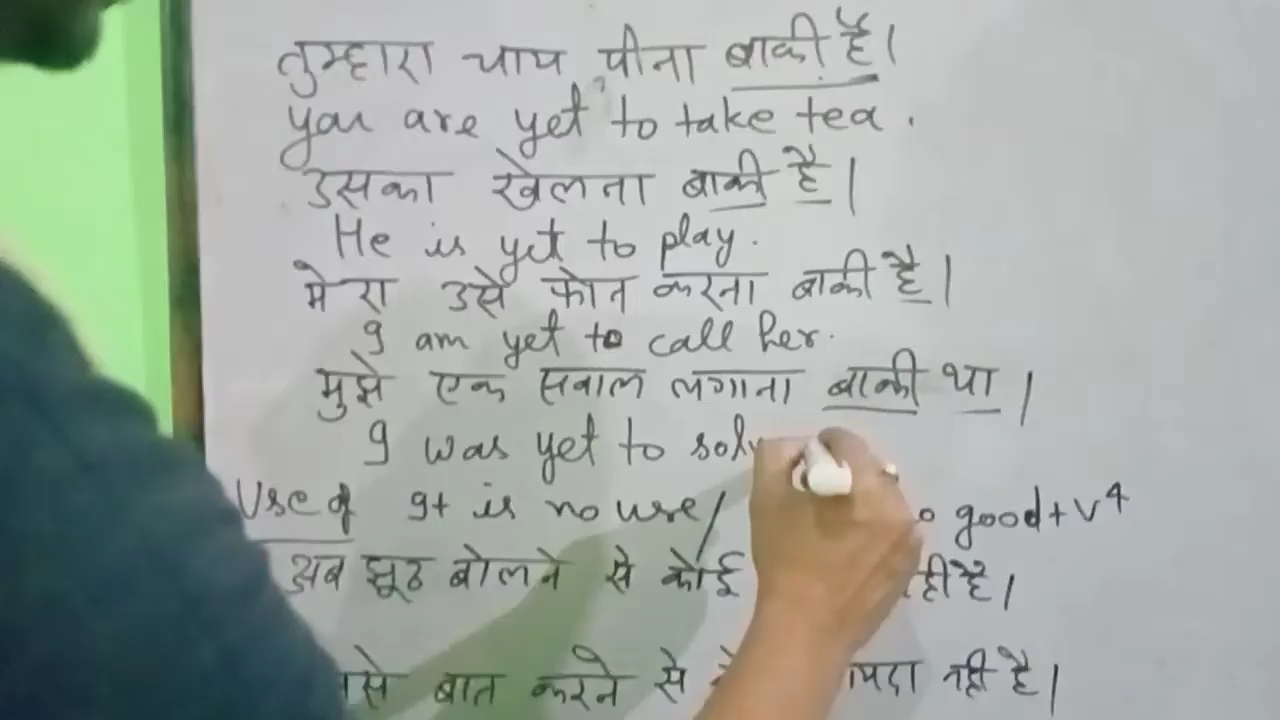 तुम्हारा चाय पीना बाकी है।
you are yet to take tea.
उसका खेलना बाकी है।
He is yet to play.
मेरा उसे फोन करना बाकी है।
I am yet to call her.
मुझे एक सवाल लगाना बाकी था।
I was yet to solv
Use of It is no use/ good+v4
अब झूठ बोलने से कोई है।
बात करने से नही है।